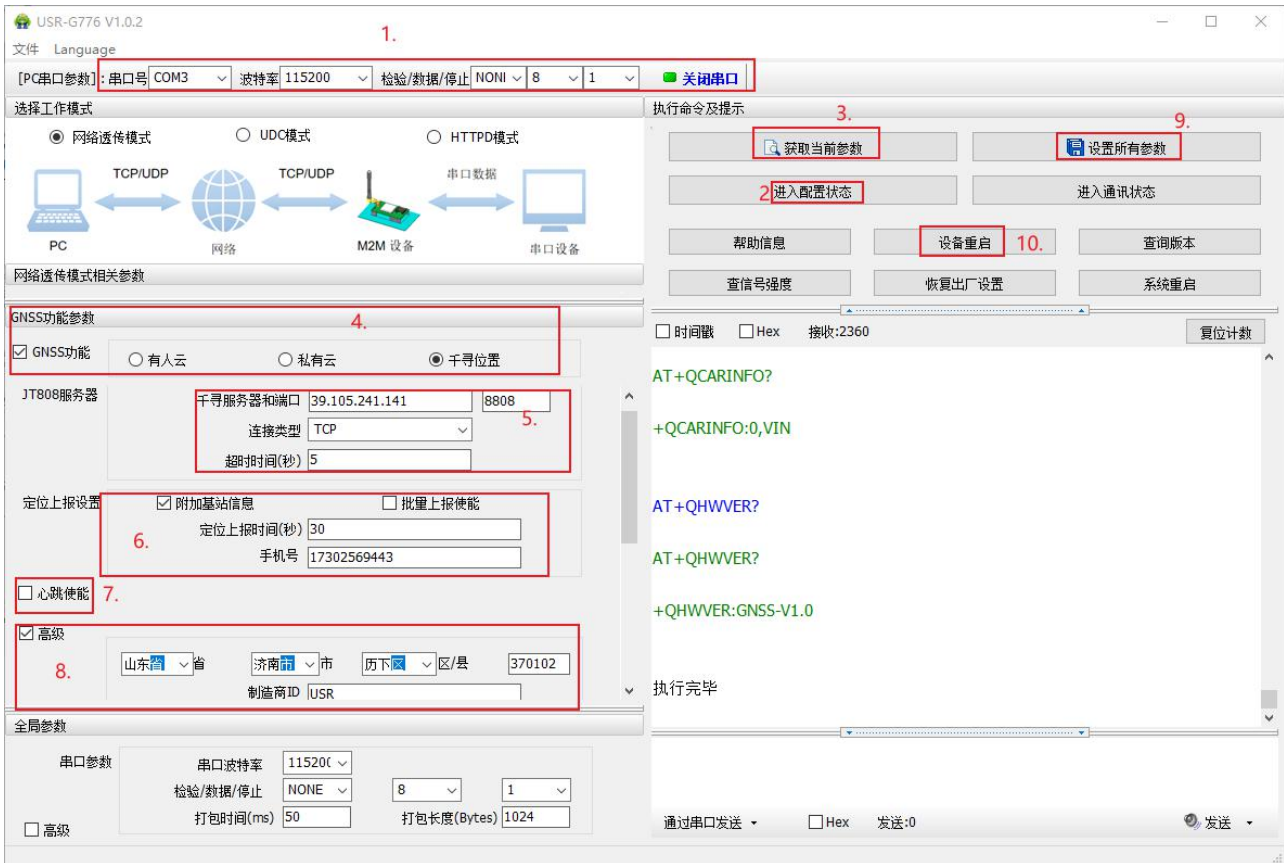 USR-G776 V1.0.2
1.
文件 Language
[PC串口参数]: 串口号 COM3 波特率 115200 检验/数据/停止 NONI 8 1 关闭串口
选择工作模式
网络透传模式 UDC模式 HTTPD模式
TCP/UDP TCP/UDP 串口数据
PC 网络 M2M 设备 串口设备
网络透传模式相关参数
GNSS功能参数 4.
GNSS功能 有人云 私有云 千寻位置
JT808服务器 千寻服务器和端口 39.105.241.141 8808
5.
连接类型 TCP
超时时间(秒) 5
定位上报设置 附加基站信息 批量上报使能
6. 定位上报时间(秒) 30
手机号 17302569443
心跳使能 7.
高级
8. 山东省 省 济南市 市 历下区 区/县 370102
制造商ID USR
全局参数
串口参数 串口波特率 115200
检验/数据/停止 NONE 8 1
打包时间(ms) 50 打包长度(Bytes) 1024
高级
执行命令及提示 3. 9.
获取当前参数 设置所有参数
2 进入配置状态 进入通讯状态
帮助信息 设备重启 10. 查询版本
查信号强度 恢复出厂设置 系统重启
时间戳 Hex 接收:2360 复位计数
AT+QCARINFO?
+QCARINFO:0,VIN
AT+QHWVER?
AT+QHWVER?
+QHWVER:GNSS-V1.0
执行完毕
通过串口发送 Hex 发送:0 发送